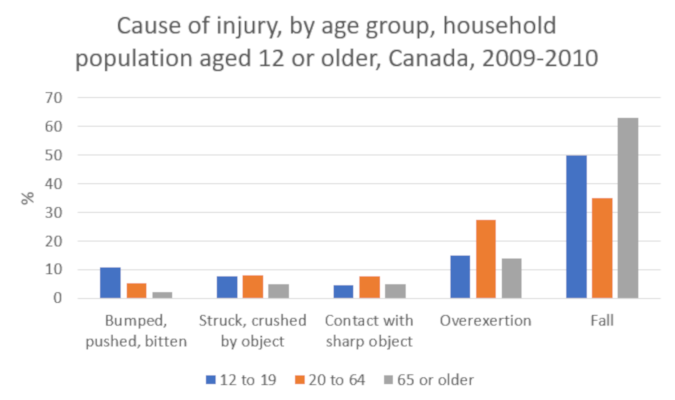 Cause of injury, by age group, household
population aged 12 or older, Canada, 2009-2010
70
60
50
40
30
20
10
0
%
Bumped,
pushed, bitten
Struck, crushed
by object
Contact with
sharp object
Overexertion
Fall
12 to 19
20 to 64
65 or older